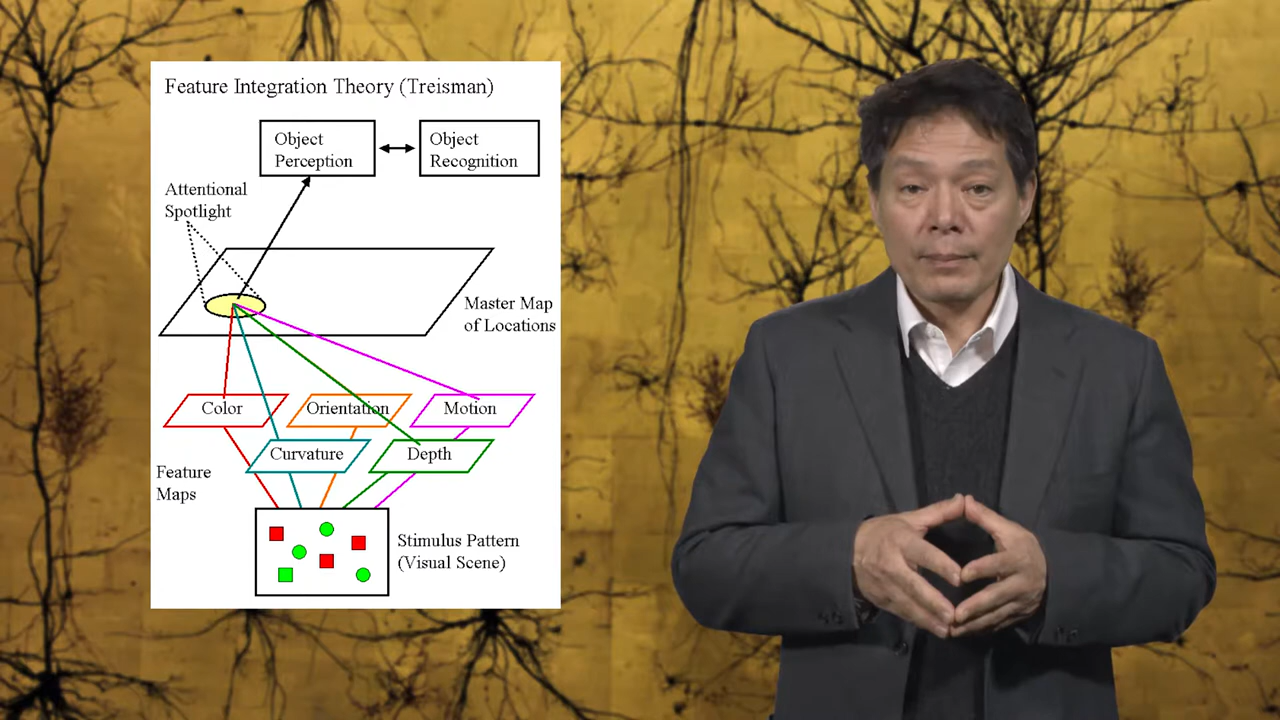 Feature Integration Theory (Treisman)
Object
Perception
Object
Recognition
Attentional
Spotlight
Master Map
of Locations
Color
Orientation
Motion
Curvature
Depth
Feature
Maps
Stimulus Pattern
(Visual Scene)